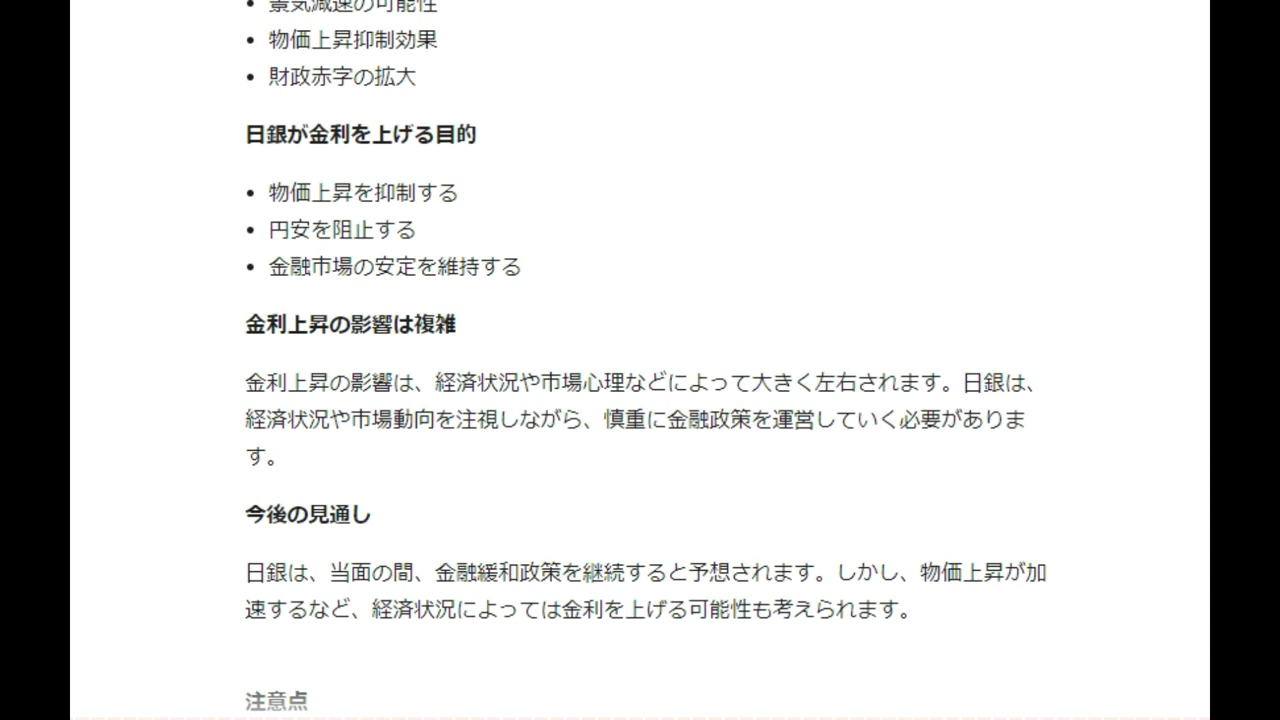 • 景気減速の可能性
• 物価上昇抑制効果
• 財政赤字の拡大
日銀が金利を上げる目的
• 物価上昇を抑制する
• 円安を阻止する
• 金融市場の安定を維持する
金利上昇の影響は複雑
金利上昇の影響は、経済状況や市場心理などによって大きく左右されます。日銀は、
経済状況や市場動向を注視しながら、慎重に金融政策を運営していく必要がありま
す。
今後の見通し
日銀は、当面の間、金融緩和政策を継続すると予想されます。しかし、物価上昇が加
速するなど、経済状況によっては金利を上げる可能性も考えられます。
注意点